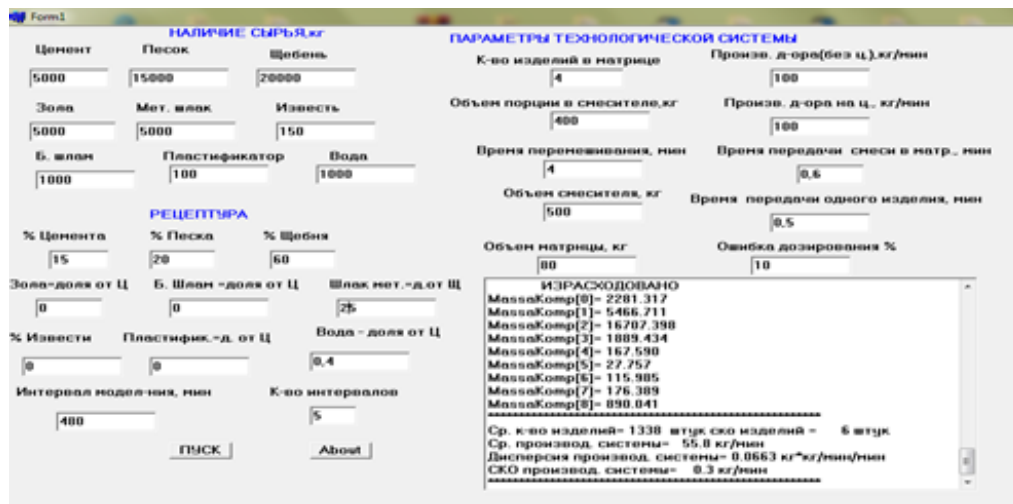 Form1
НАЛИЧИЕ СЫРЬЯ,кг
Цемент Песок Щебень
5000 15000 20000
Зола Мет. шлак Известь
5000 5000 150
Б. шлам Пластификатор Вода
1000 100 1000
РЕЦЕПТУРА
% Цемента % Песка % Щебня
15 20 60
Зола-доля от Ц Б. Шлам -доля от Ц Шлак мет.-д.от Щ
0 0 25
% Извести Пластифик.-д. от Ц Вода - доля от Ц
0 0 0,4
Интервал модел-ния, мин К-во интервалов
480 5
ПУСК About
ПАРАМЕТРЫ ТЕХНОЛОГИЧЕСКОЙ СИСТЕМЫ
К-во изделий в матрице Произв. д-ора(без ц.),кг/мин
4 100
Объем порции в смесителе,кг Произв. д-ора на ц., кг/мин
400 100
Время перемешивания, мин Время передачи смеси в матр., мин
4 0,6
Объем смесителя, кг Время передачи одного изделия, мин
500 0,5
Объем матрицы, кг Ошибка дозирования %
80 10
ИЗРАСХОДОВАНО
MassaKomp[0]= 2281.317
MassaKomp[1]= 5466.711
MassaKomp[2]= 16707.398
MassaKomp[3]= 1889.434
MassaKomp[4]= 167.590
MassaKomp[5]= 27.757
MassaKomp[6]= 115.985
MassaKomp[7]= 176.389
MassaKomp[8]= 890.041
Ср. к-во изделий= 1338 штук ско изделий = 6 штук
Ср. производ. системы= 55.8 кг/мин
Дисперсия производ. системы= 0.0663 кг*кг/мин/мин
СКО производ. системы= 0.3 кг/мин